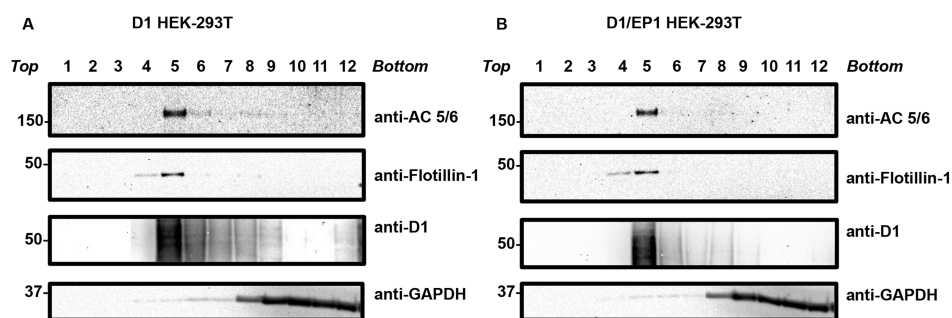 A D1 HEK-293T
Top 1 2 3 4 5 6 7 8 9 10 11 12 Bottom
150 anti-AC 5/6
50 anti-Flotillin-1
50 anti-D1
37 anti-GAPDH
B D1/EP1 HEK-293T
Top 1 2 3 4 5 6 7 8 9 10 11 12 Bottom
150 anti-AC 5/6
50 anti-Flotillin-1
50 anti-D1
37 anti-GAPDH